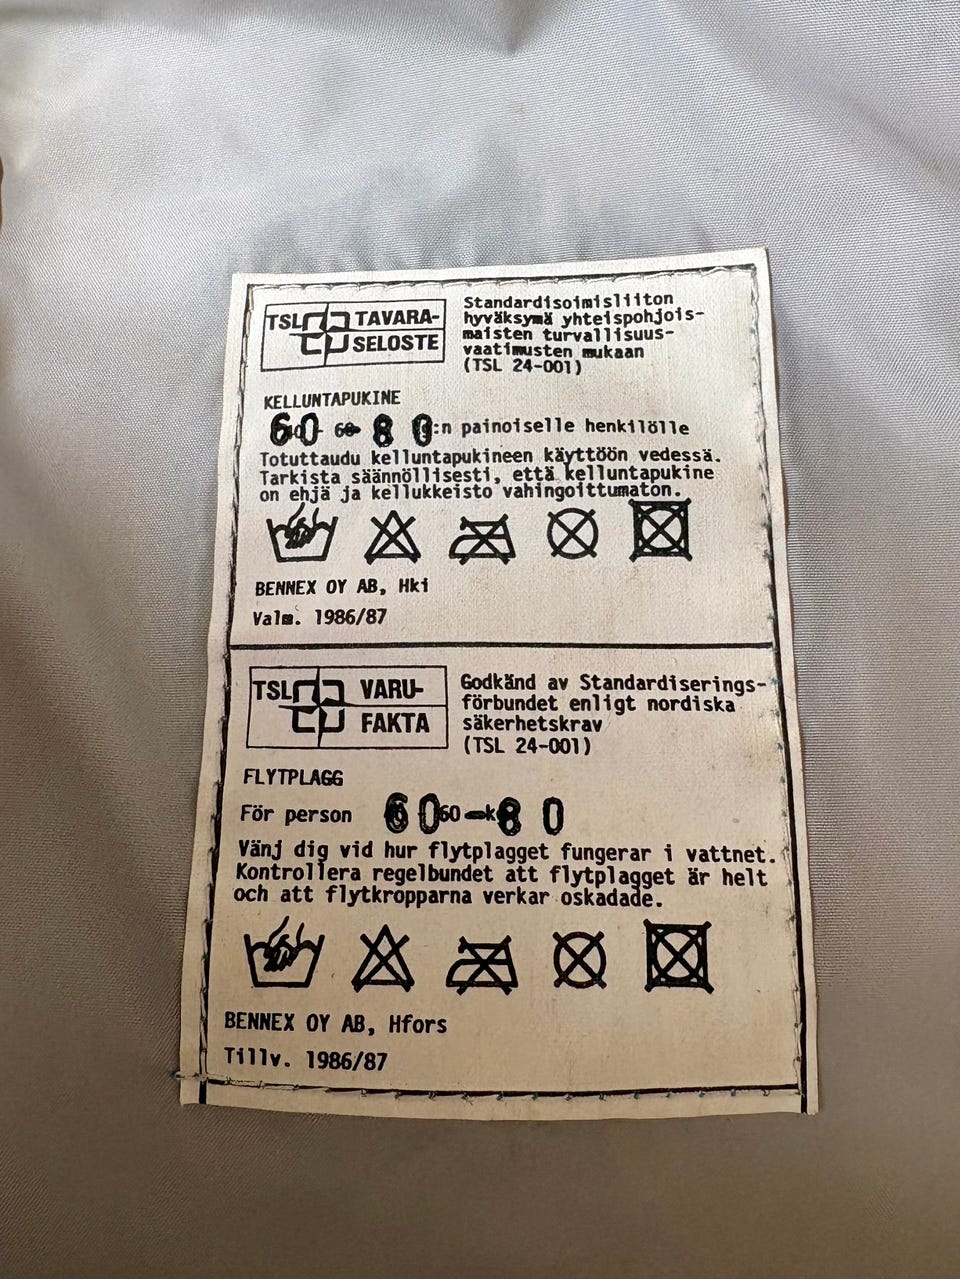 TSL TAVARA-
SELOSTE
Standardisoimisliiton
hyväksymä yhteispohjois-
maisten turvallisuus-
vaatimusten mukaan
(TSL 24-001)
KELLUNTAPUKINE
60 - 80 :n painoiselle henkilölle
Totuttaudu kelluntapukineen käyttöön vedessä.
Tarkista säännöllisesti, että kelluntapukine
on ehjä ja kellukkeisto vahingoittumaton.
BENNEX OY AB, Hki
Valm. 1986/87
TSL VARU-
FAKTA
Godkänd av Standardiserings-
förbundet enligt nordiska
säkerhetskrav
(TSL 24-001)
FLYTPLAGG
För person 60 - 80
Vänj dig vid hur flytplagget fungerar i vattnet.
Kontrollera regelbundet att flytplagget är helt
och att flytkropparna verkar oskadade.
BENNEX OY AB, Hfors
Tillv. 1986/87